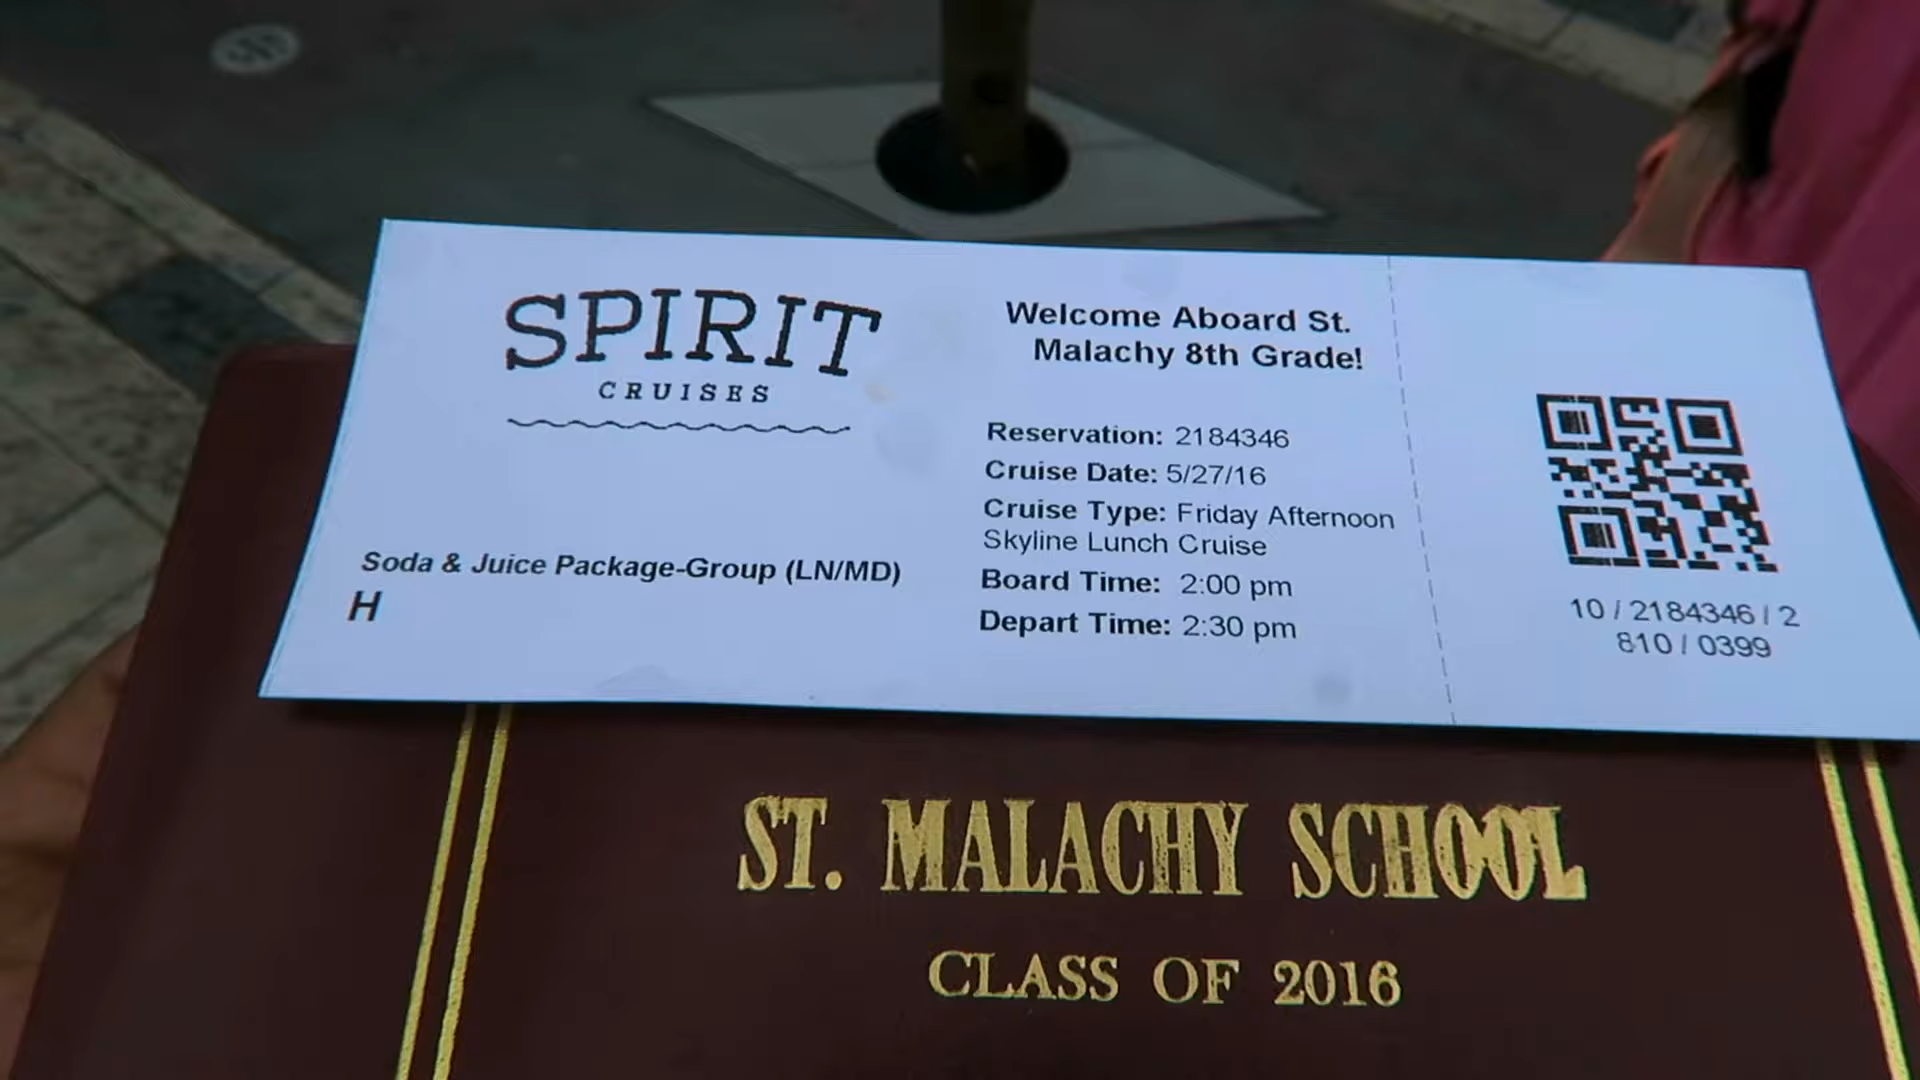 SPIRIT
CRUISES
Soda & Juice Package-Group (LN/MD)
H
Welcome Aboard St.
Malachy 8th Grade!
Reservation: 2184346
Cruise Date: 5/27/16
Cruise Type: Friday Afternoon
Skyline Lunch Cruise
Board Time: 2:00 pm
Depart Time: 2:30 pm
10 / 2184346 / 2
810 / 0399
ST. MALACHY SCHOOL
CLASS OF 2016